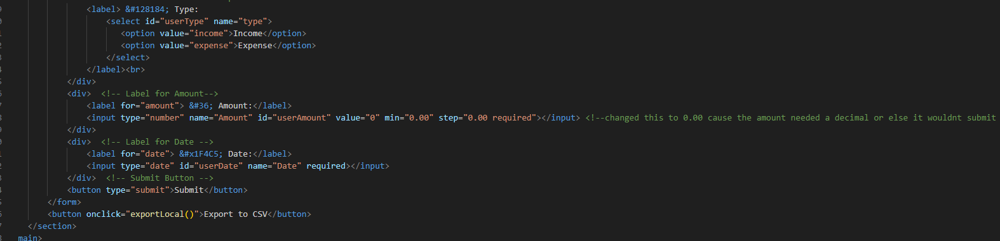 <label> &#128184; Type:
<select id="userType" name="type">
<option value="income">Income</option>
<option value="expense">Expense</option>
</select>
</label><br>
</div>
<div>  <!-- Label for Amount-->
<label for="amount"> &#36; Amount:</label>
<input type="number" name="Amount" id="userAmount" value="0" min="0.00" step="0.00 required"></input> <!--changed this to 0.00 cause the amount needed a decimal or else it wouldnt submit
</div>
<div>  <!-- Label for Date -->
<label for="date"> &#x1F4C5; Date:</label>
<input type="date" id="userDate" name="Date" required></input>
</div>  <!-- Submit Button -->
<button type="submit">Submit</button>
</form>
<button onclick="exportLocal()">Export to CSV</button>
</section>
main>